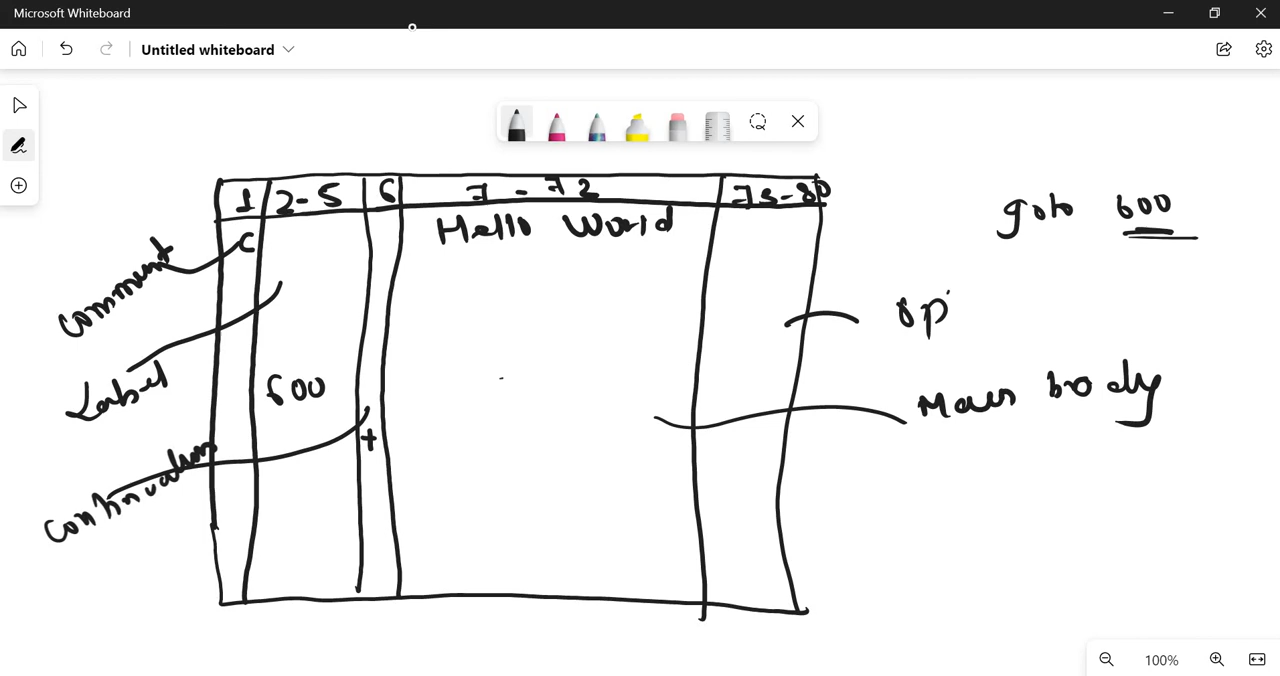 Microsoft Whiteboard
Untitled whiteboard
1 2-5 6 7-72 73-80
Hello World
goto 600
C
comment
Label
600
+
continuation
op
Main body
100%